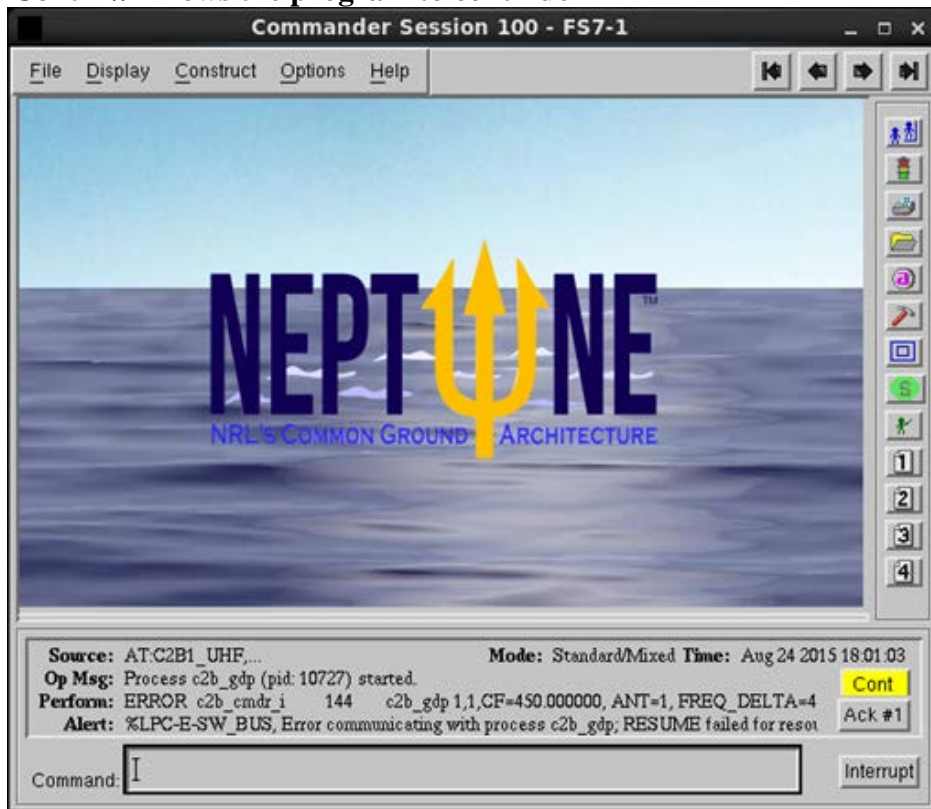 Commander Session 100 - FS7-1
File Display Construct Options Help
NEPTUNE™
NRL'S COMMON GROUND ARCHITECTURE
a
S
1
2
3
4
Source: AT:C2B1_UHF,... Mode: Standard/Mixed Time: Aug 24 2015 18:01:03
Op Msg: Process c2b_gdp (pid: 10727) started.
Cont
Perform: ERROR c2b_cmdr_i 144 c2b_gdp 1,1,CF=450.000000, ANT=1, FREQ_DELTA=4
Alert: %LPC-E-SW_BUS, Error communicating with process c2b_gdp; RESUME failed for
Ack #1
Command:
Interrupt